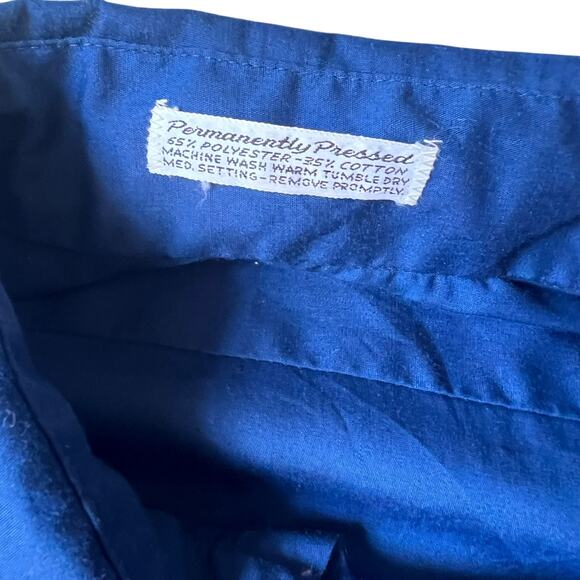 Permanently Pressed
65% POLYESTER-35% COTTON
MACHINE WASH WARM TUMBLE DRY
MED. SETTING-REMOVE PROMPTLY.